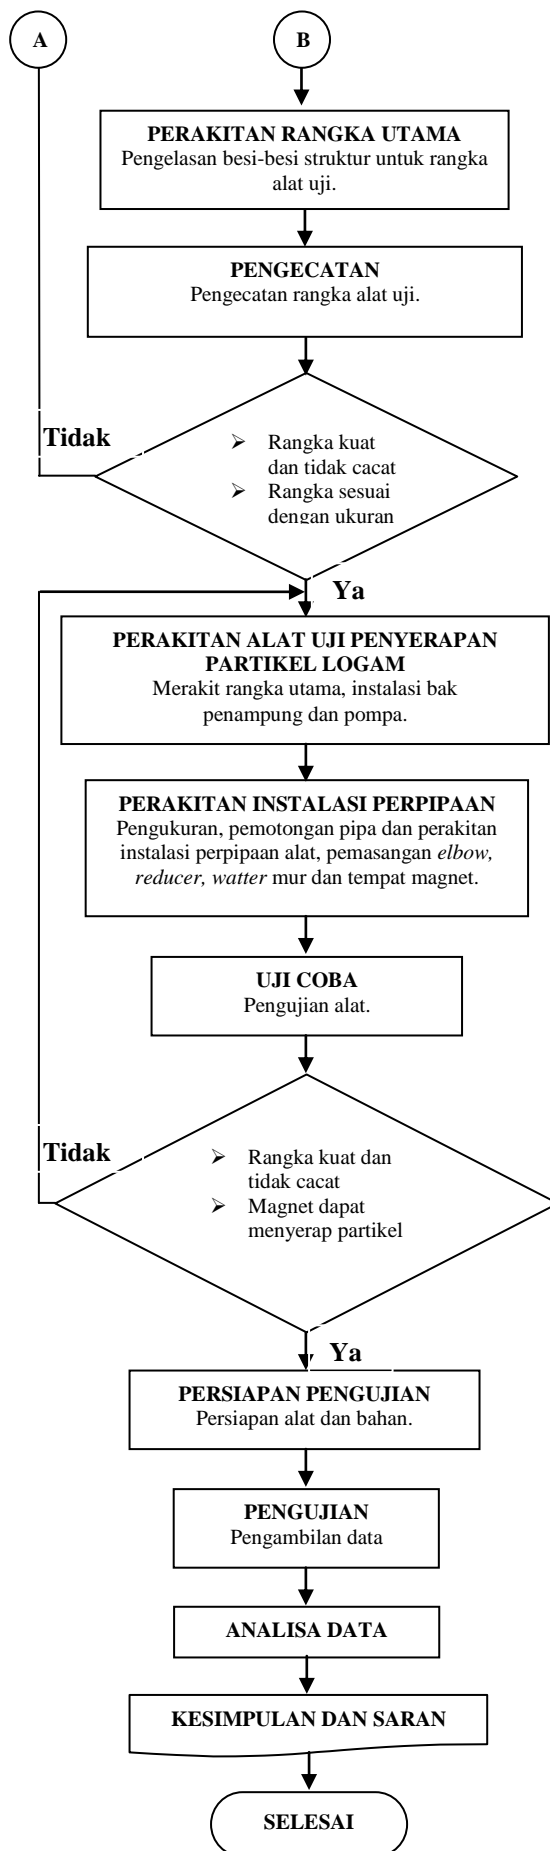 A
B
PERAKITAN RANGKA UTAMA
Pengelasan besi-besi struktur untuk rangka
alat uji.
PENGECATAN
Pengecatan rangka alat uji.
Tidak
➢ Rangka kuat
dan tidak cacat
➢ Rangka sesuai
dengan ukuran
Ya
PERAKITAN ALAT UJI PENYERAPAN
PARTIKEL LOGAM
Merakit rangka utama, instalasi bak
penampung dan pompa.
PERAKITAN INSTALASI PERPIPAAN
Pengukuran, pemotongan pipa dan perakitan
instalasi perpipaan alat, pemasangan elbow,
reducer, watter mur dan tempat magnet.
UJI COBA
Pengujian alat.
Tidak
➢ Rangka kuat dan
tidak cacat
➢ Magnet dapat
menyerap partikel
Ya
PERSIAPAN PENGUJIAN
Persiapan alat dan bahan.
PENGUJIAN
Pengambilan data
ANALISA DATA
KESIMPULAN DAN SARAN
SELESAI